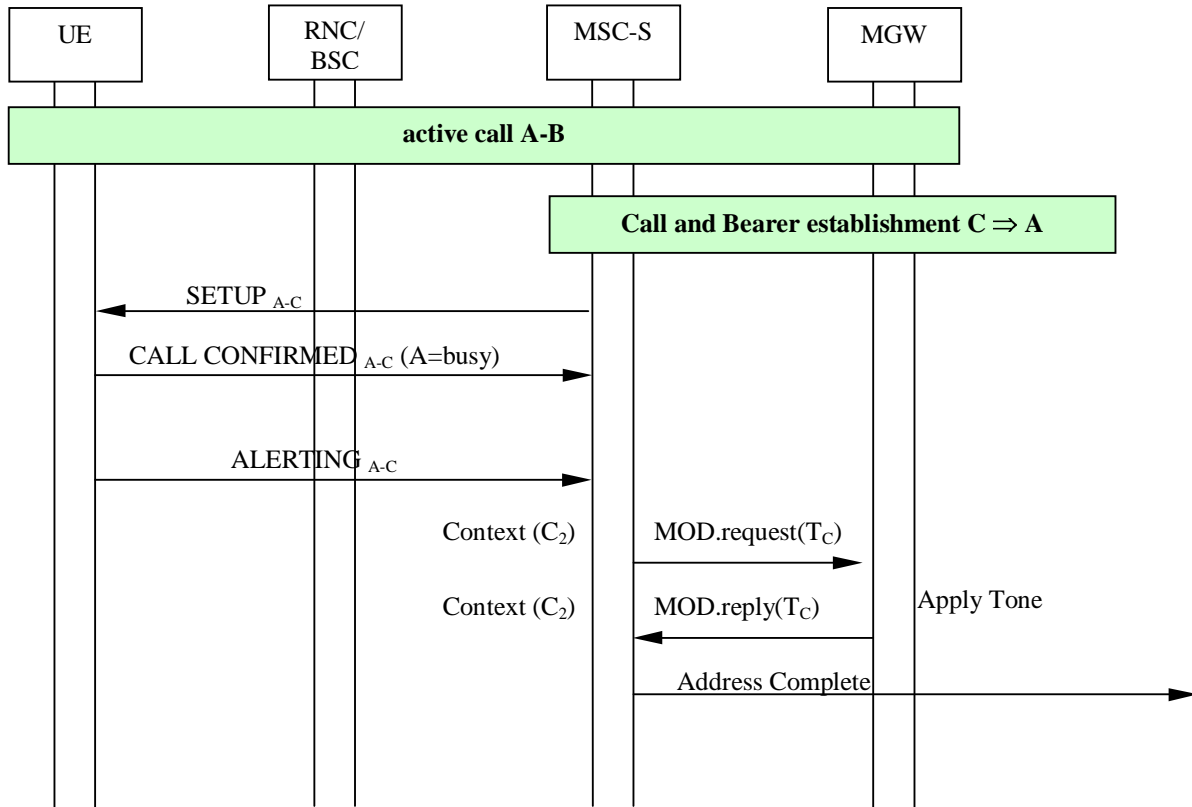 UE
RNC/
BSC
MSC-S
MGW
active call A-B
Call and Bearer establishment C ⇒ A
SETUP A-C
CALL CONFIRMED A-C (A=busy)
ALERTING A-C
Context (C2)
MOD.request(TC)
Context (C2)
MOD.reply(TC)
Apply Tone
Address Complete